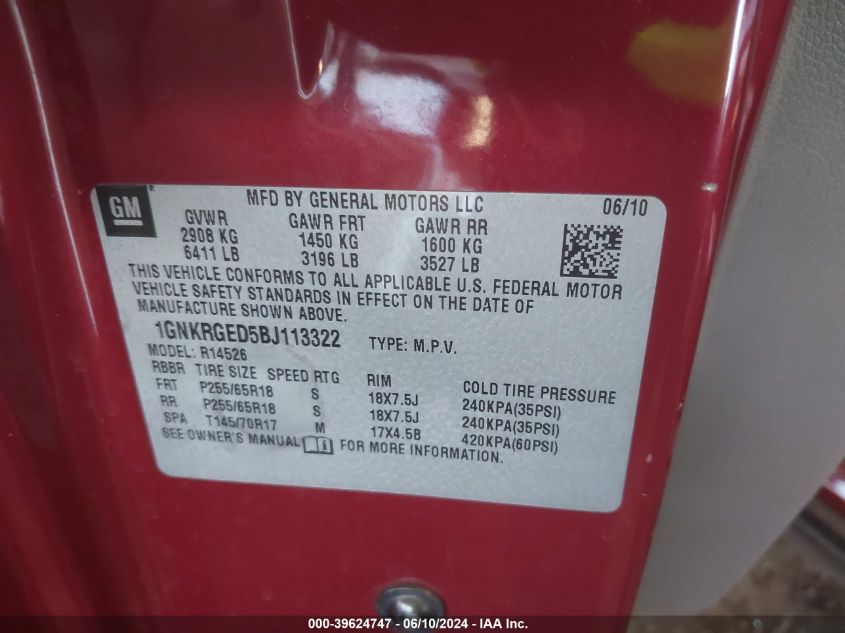 GM
MFD BY GENERAL MOTORS LLC 06/10
GVWR GAWR FRT GAWR RR
2908 KG 1450 KG 1600 KG
6411 LB 3196 LB 3527 LB
THIS VEHICLE CONFORMS TO ALL APPLICABLE U.S. FEDERAL MOTOR
VEHICLE SAFETY STANDARDS IN EFFECT ON THE DATE OF
MANUFACTURE SHOWN ABOVE.
1GNKRGED5BJ113322 TYPE: M.P.V.
MODEL: R14526
RBBR TIRE SIZE SPEED RTG RIM COLD TIRE PRESSURE
FRT P255/65R18 S 18X7.5J 240KPA(35PSI)
RR P255/65R18 S 18X7.5J 240KPA(35PSI)
SPA T145/70R17 M 17X4.5B 420KPA(60PSI)
SEE OWNER'S MANUAL FOR MORE INFORMATION.
000-39624747 - 06/10/2024 - IAA Inc.